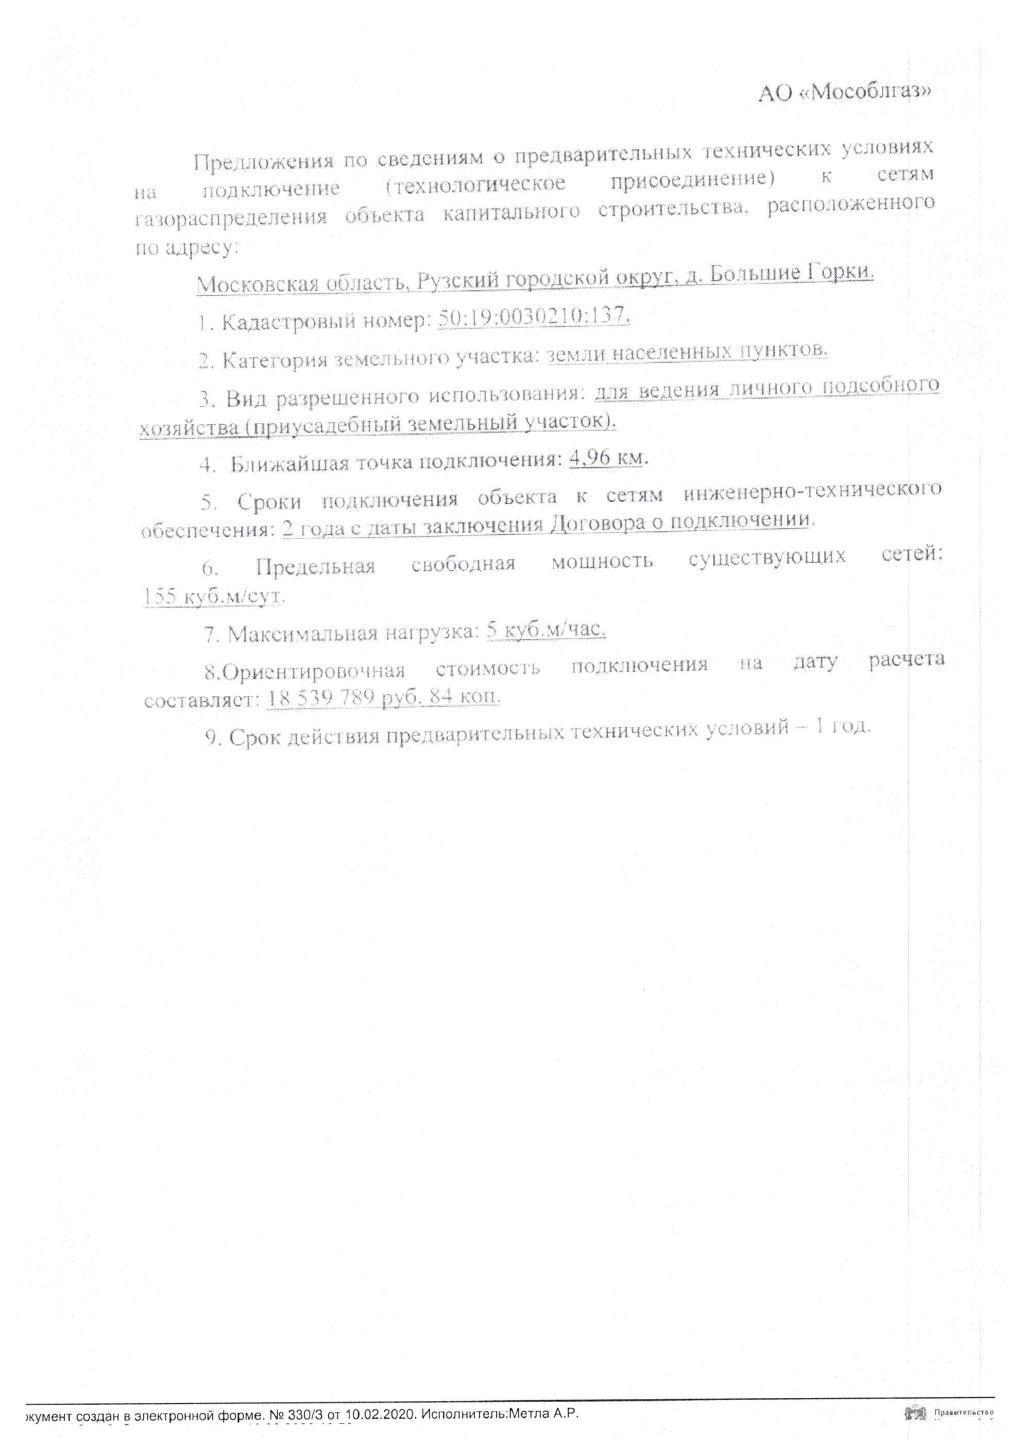 АО «Мособлгаз»
Предложения по сведениям о предварительных технических условиях
на подключение (технологическое присоединение) к сетям
газораспределения объекта капитального строительства, расположенного
по адресу:
Московская область, Рузский городской округ, д. Большие Горки.
1. Кадастровый номер: 50:19:0030210:137.
2. Категория земельного участка: земли населенных пунктов.
3. Вид разрешенного использования: для ведения личного подсобного
хозяйства (приусадебный земельный участок).
4. Ближайшая точка подключения: 4,96 км.
5. Сроки подключения объекта к сетям инженерно-технического
обеспечения: 2 года с даты заключения Договора о подключении.
6. Предельная свободная мощность существующих сетей:
155 куб.м/сут.
7. Максимальная нагрузка: 5 куб.м/час.
8.Ориентировочная стоимость подключения на дату расчета
составляет: 18 539 789 руб. 84 коп.
9. Срок действия предварительных технических условий – 1 год.
окумент создан в электронной форме. № 330/3 от 10.02.2020. Исполнитель:Метла А.Р.
Правительство